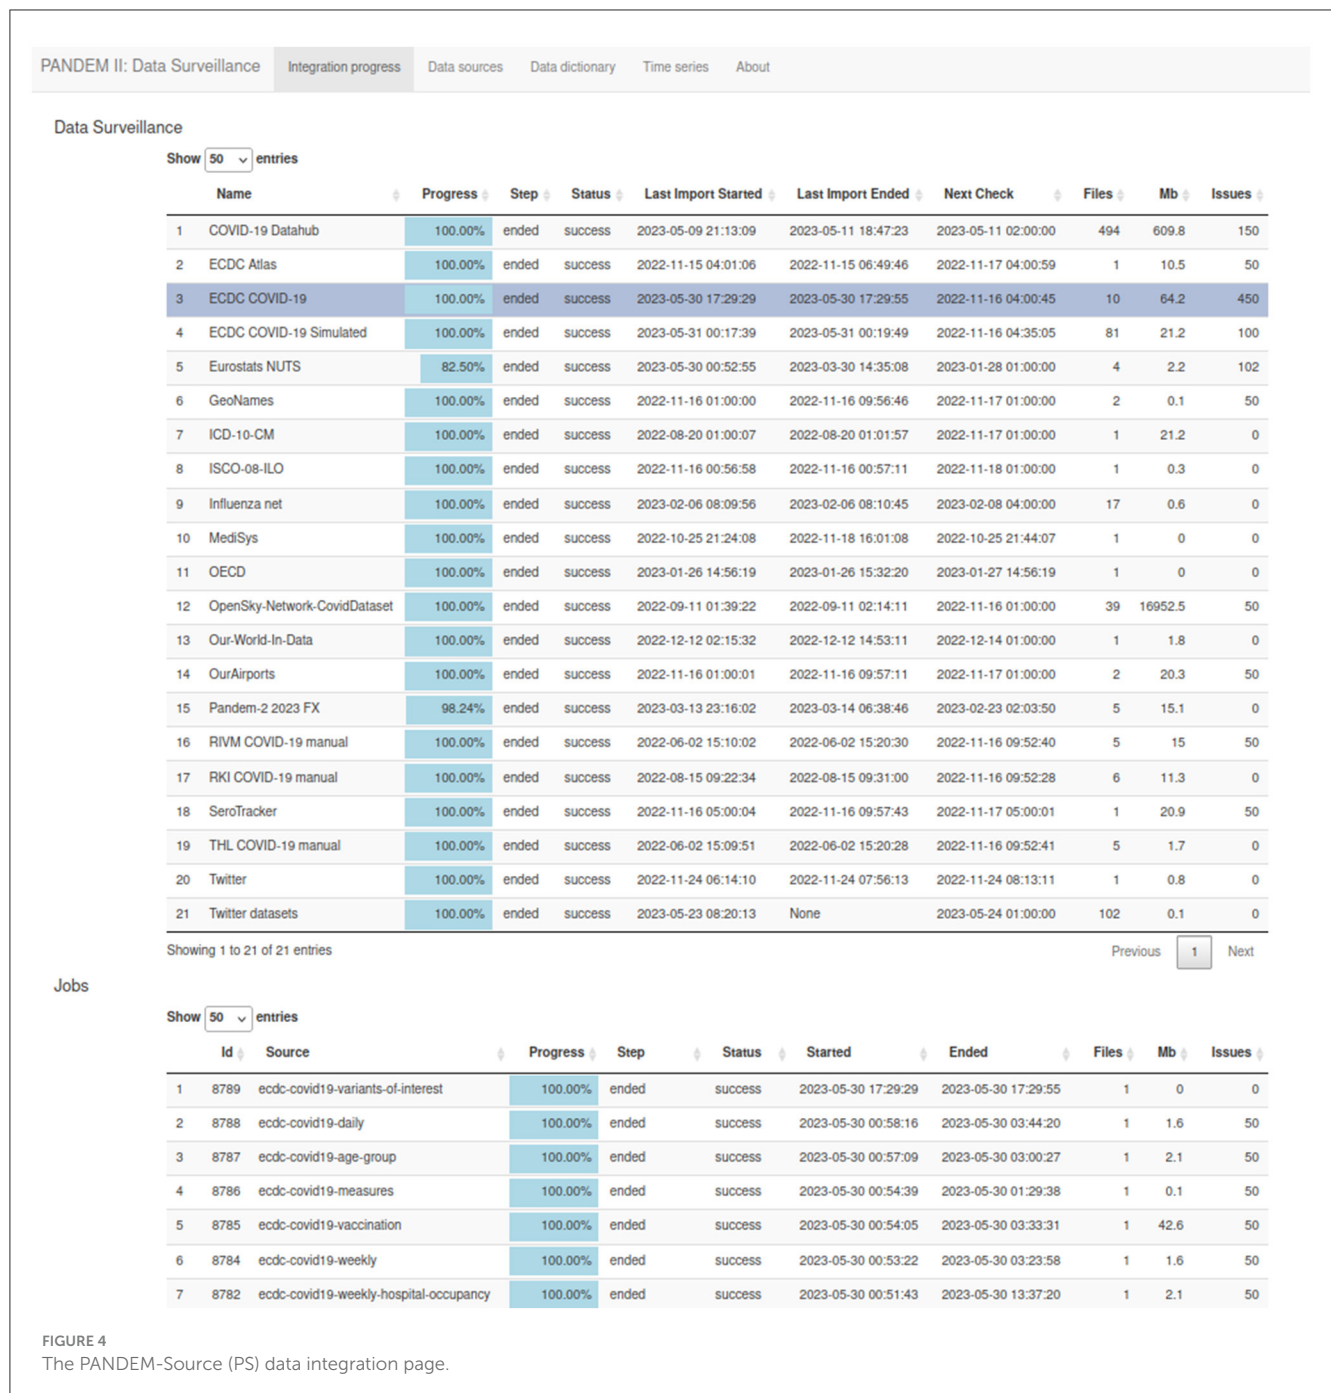 PANDEM II: Data Surveillance Integration progress Data sources Data dictionary Time series About
Data Surveillance
Show 50 entries
Name Progress Step Status Last Import Started Last Import Ended Next Check Files Mb Issues
1 COVID-19 Datahub 100.00% ended success 2023-05-09 21:13:09 2023-05-11 18:47:23 2023-05-11 02:00:00 494 609.8 150
2 ECDC Atlas 100.00% ended success 2022-11-15 04:01:06 2022-11-15 06:49:46 2022-11-17 04:00:59 1 10.5 50
3 ECDC COVID-19 100.00% ended success 2023-05-30 17:29:29 2023-05-30 17:29:55 2022-11-16 04:00:45 10 64.2 450
4 ECDC COVID-19 Simulated 100.00% ended success 2023-05-31 00:17:39 2023-05-31 00:19:49 2022-11-16 04:35:05 81 21.2 100
5 Eurostats NUTS 82.50% ended success 2023-05-30 00:52:55 2023-03-30 14:35:08 2023-01-28 01:00:00 4 2.2 102
6 GeoNames 100.00% ended success 2022-11-16 01:00:00 2022-11-16 09:56:46 2022-11-17 01:00:00 2 0.1 50
7 ICD-10-CM 100.00% ended success 2022-08-20 01:00:07 2022-08-20 01:01:57 2022-11-17 01:00:00 1 21.2 0
8 ISCO-08-ILO 100.00% ended success 2022-11-16 00:56:58 2022-11-16 00:57:11 2022-11-18 01:00:00 1 0.3 0
9 Influenza net 100.00% ended success 2023-02-06 08:09:56 2023-02-06 08:10:45 2023-02-08 04:00:00 17 0.6 0
10 MediSys 100.00% ended success 2022-10-25 21:24:08 2022-11-18 16:01:08 2022-10-25 21:44:07 1 0 0
11 OECD 100.00% ended success 2023-01-26 14:56:19 2023-01-26 15:32:20 2023-01-27 14:56:19 1 0 0
12 OpenSky-Network-CovidDataset 100.00% ended success 2022-09-11 01:39:22 2022-09-11 02:14:11 2022-11-16 01:00:00 39 16952.5 50
13 Our-World-In-Data 100.00% ended success 2022-12-12 02:15:32 2022-12-12 14:53:11 2022-12-14 01:00:00 1 1.8 0
14 OurAirports 100.00% ended success 2022-11-16 01:00:01 2022-11-16 09:57:11 2022-11-17 01:00:00 2 20.3 50
15 Pandem-2 2023 FX 98.24% ended success 2023-03-13 23:16:02 2023-03-14 06:38:46 2023-02-23 02:03:50 5 15.1 0
16 RIVM COVID-19 manual 100.00% ended success 2022-06-02 15:10:02 2022-06-02 15:20:30 2022-11-16 09:52:40 5 15 50
17 RKI COVID-19 manual 100.00% ended success 2022-08-15 09:22:34 2022-08-15 09:31:00 2022-11-16 09:52:28 6 11.3 0
18 SeroTracker 100.00% ended success 2022-11-16 05:00:04 2022-11-16 09:57:43 2022-11-17 05:00:01 1 20.9 50
19 THL COVID-19 manual 100.00% ended success 2022-06-02 15:09:51 2022-06-02 15:20:28 2022-11-16 09:52:41 5 1.7 0
20 Twitter 100.00% ended success 2022-11-24 06:14:10 2022-11-24 07:56:13 2022-11-24 08:13:11 1 0.8 0
21 Twitter datasets 100.00% ended success 2023-05-23 08:20:13 None 2023-05-24 01:00:00 102 0.1 0
Showing 1 to 21 of 21 entries Previous 1 Next
Jobs
Show 50 entries
Id Source Progress Step Status Started Ended Files Mb Issues
1 8789 ecdc-covid19-variants-of-interest 100.00% ended success 2023-05-30 17:29:29 2023-05-30 17:29:55 1 0 0
2 8788 ecdc-covid19-daily 100.00% ended success 2023-05-30 00:58:16 2023-05-30 03:44:20 1 1.6 50
3 8787 ecdc-covid19-age-group 100.00% ended success 2023-05-30 00:57:09 2023-05-30 03:00:27 1 2.1 50
4 8786 ecdc-covid19-measures 100.00% ended success 2023-05-30 00:54:39 2023-05-30 01:29:38 1 0.1 50
5 8785 ecdc-covid19-vaccination 100.00% ended success 2023-05-30 00:54:05 2023-05-30 03:33:31 1 42.6 50
6 8784 ecdc-covid19-weekly 100.00% ended success 2023-05-30 00:53:22 2023-05-30 03:23:58 1 1.6 50
7 8782 ecdc-covid19-weekly-hospital-occupancy 100.00% ended success 2023-05-30 00:51:43 2023-05-30 13:37:20 1 2.1 50
FIGURE 4
The PANDEM-Source (PS) data integration page.